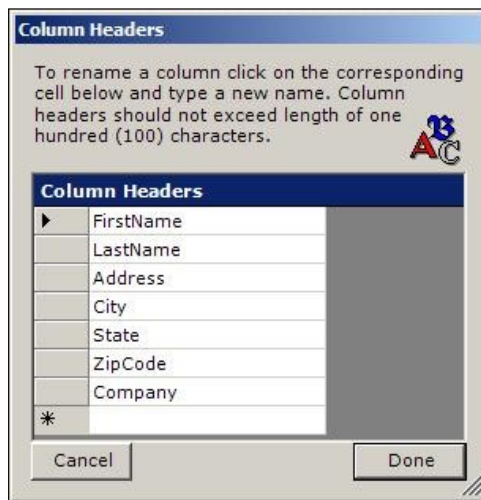 Column Headers
To rename a column click on the corresponding
cell below and type a new name. Column
headers should not exceed length of one
hundred (100) characters.
ABC
Column Headers
FirstName
LastName
Address
City
State
ZipCode
Company
*
Cancel
Done